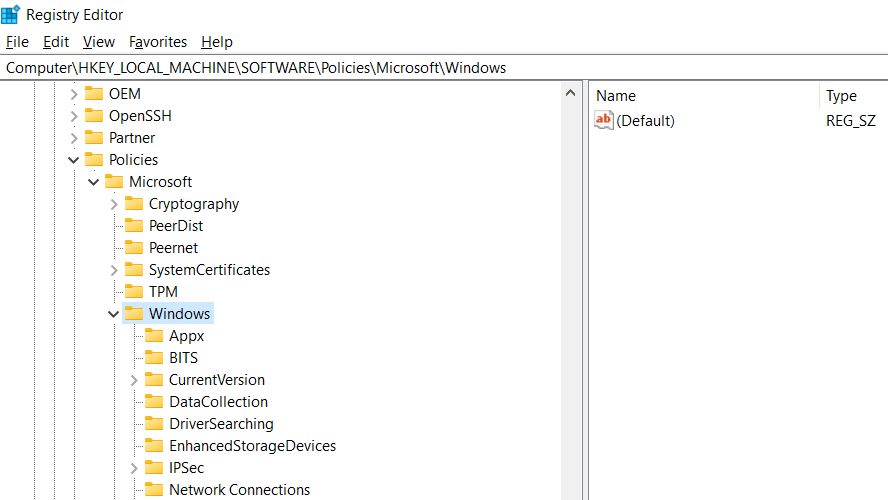 Registry Editor
File Edit View Favorites Help
Computer\HKEY_LOCAL_MACHINE\SOFTWARE\Policies\Microsoft\Windows
OEM
OpenSSH
Partner
Policies
Microsoft
Cryptography
PeerDist
Peernet
SystemCertificates
TPM
Windows
Appx
BITS
CurrentVersion
DataCollection
DriverSearching
EnhancedStorageDevices
IPSec
Network Connections
Name Type
ab (Default) REG_SZ